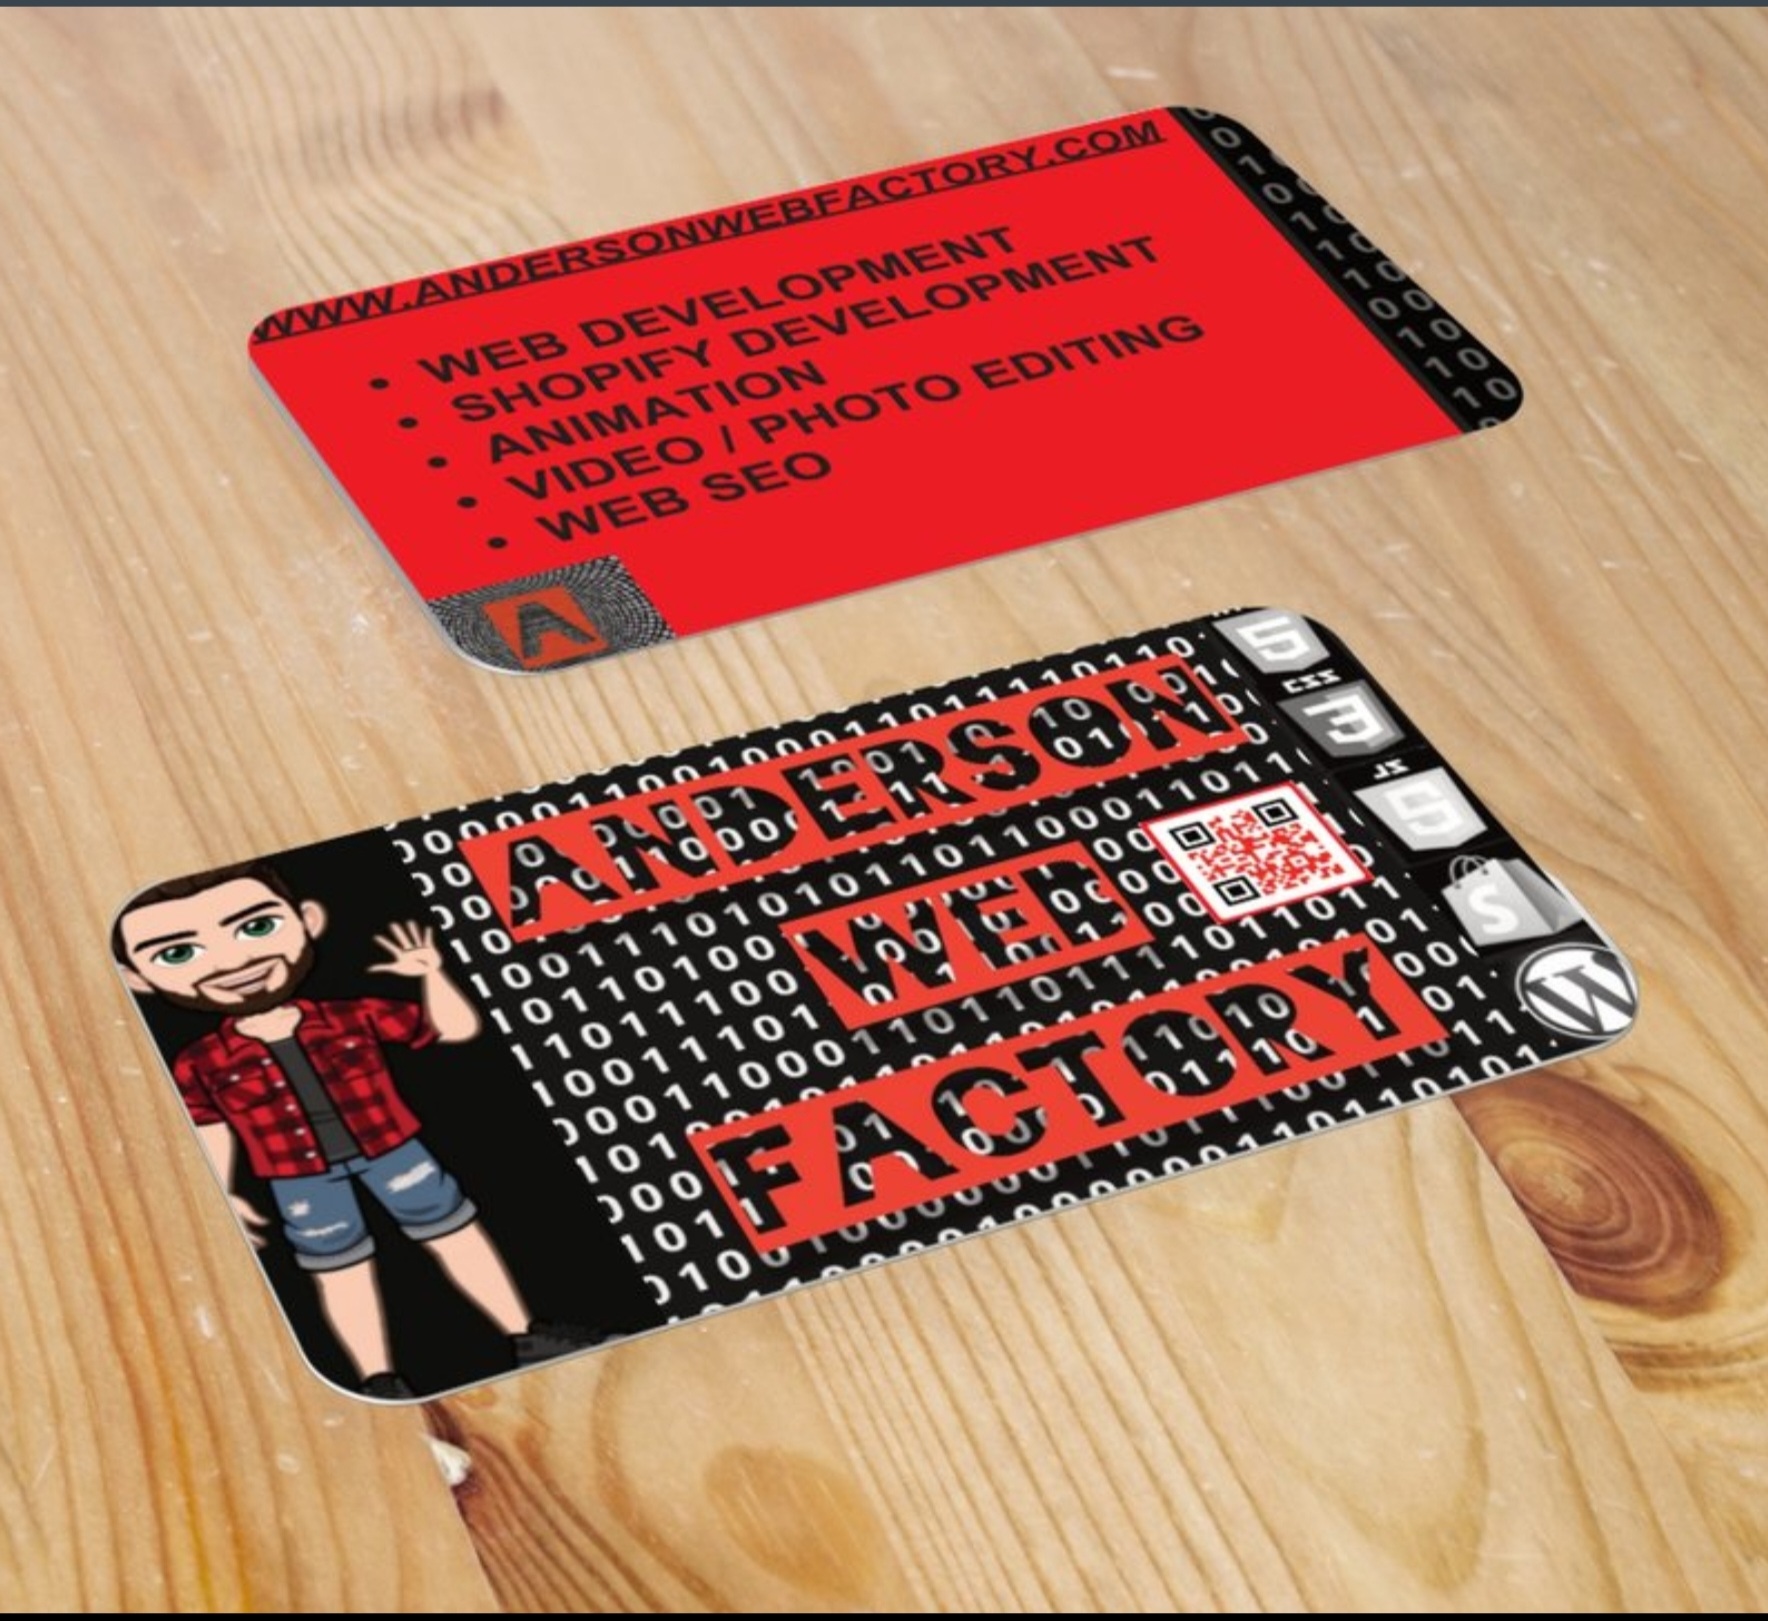 WWW.ANDERSONWEBFACTORY.COM
• WEB DEVELOPMENT
• SHOPIFY DEVELOPMENT
• ANIMATION
• VIDEO / PHOTO EDITING
• WEB SEO
A
ANDERSON
WEB
FACTORY
5
CSS
3
JS
5
S
W